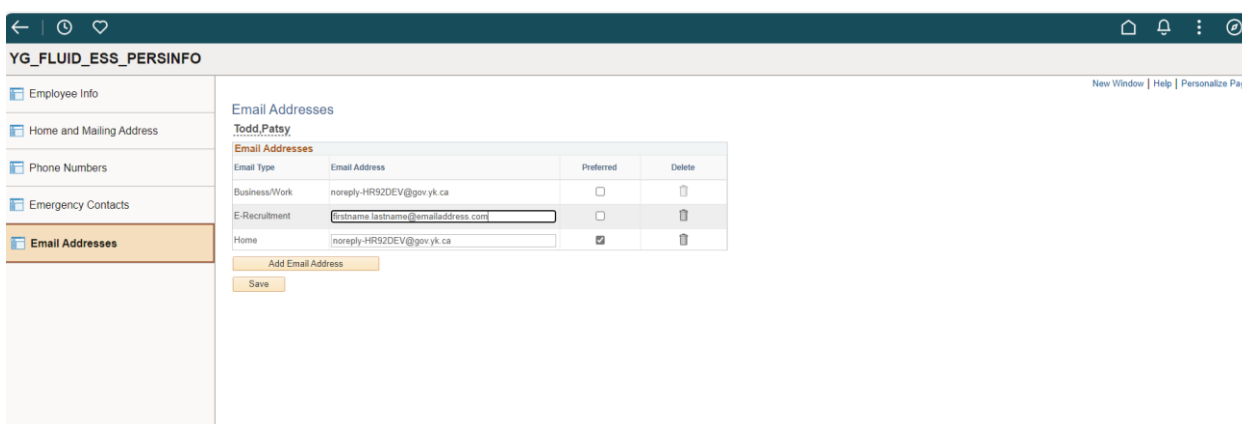 YG_FLUID_ESS_PERSINFO
New Window | Help | Personalize Pa
Employee Info
Home and Mailing Address
Phone Numbers
Emergency Contacts
Email Addresses
Email Addresses
Todd,Patsy
Email Addresses
Email Type Email Address Preferred Delete
Business/Work noreply-HR92DEV@gov.yk.ca
E-Recruitment firstname.lastname@emailaddress.com
Home noreply-HR92DEV@gov.yk.ca
Add Email Address
Save